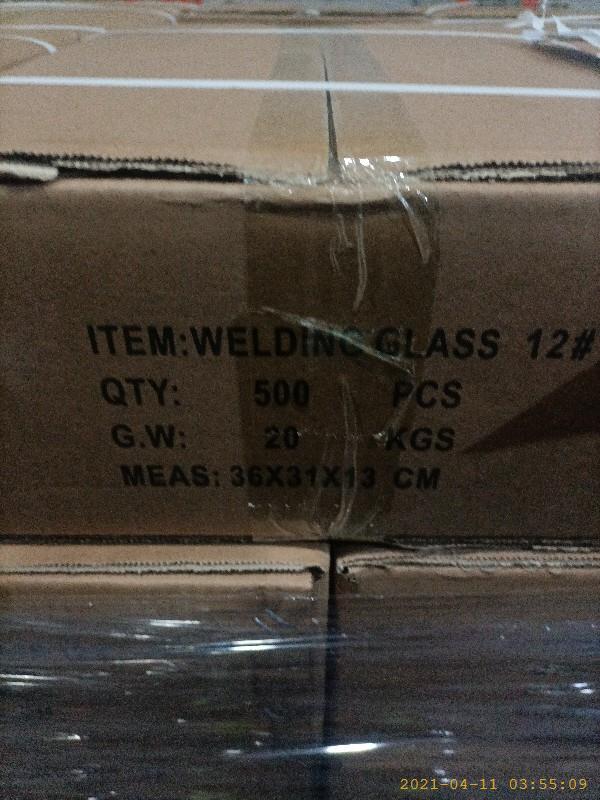 ITEM:WELDING GLASS 12#
QTY: 500 PCS
G.W: 20 KGS
MEAS: 36X31X13 CM
2021-04-11 03:55:09